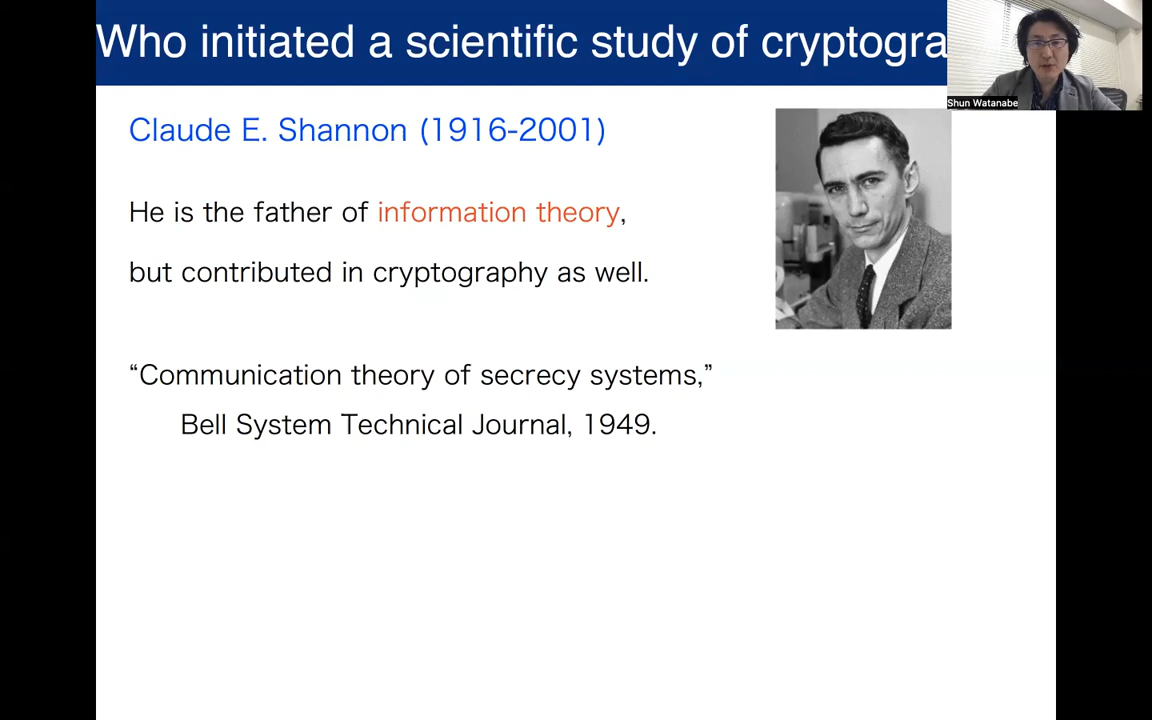 Who initiated a scientific study of cryptogra
Shun Watanabe
Claude E. Shannon (1916-2001)
He is the father of information theory,
but contributed in cryptography as well.
“Communication theory of secrecy systems,”
Bell System Technical Journal, 1949.